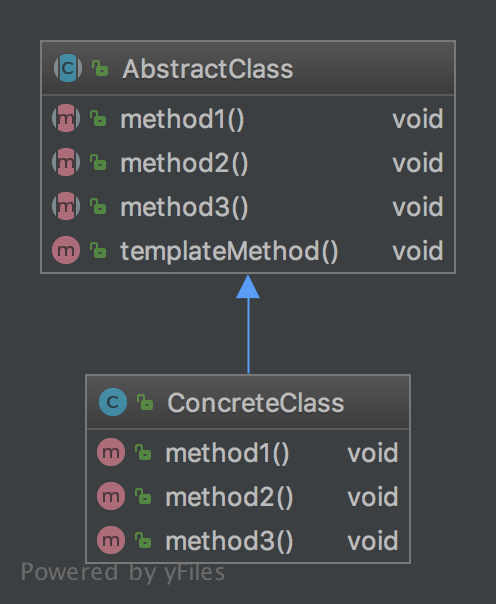 AbstractClass
method1() void
method2() void
method3() void
templateMethod() void
ConcreteClass
method1() void
method2() void
method3() void
Powered by yFiles